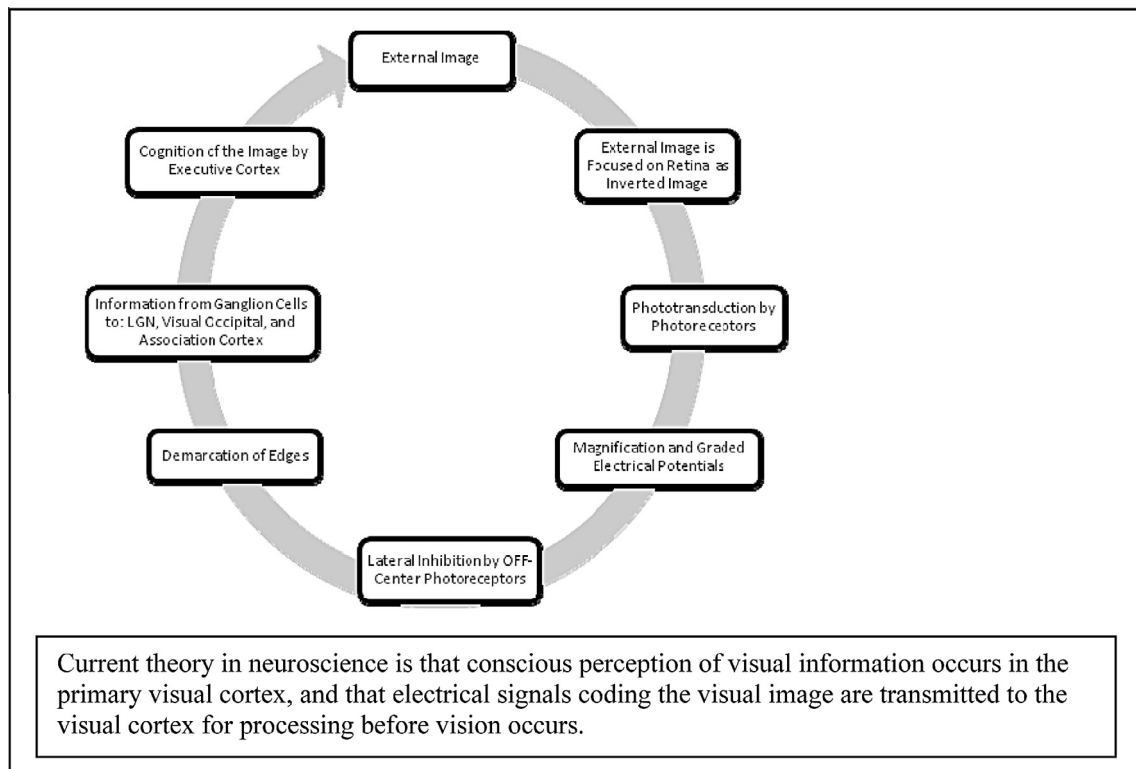 External Image
External Image is
Focused on Retina as
Inverted Image
Phototransduction by
Photoreceptors
Magnification and Graded
Electrical Potentials
Lateral Inhibition by OFF-
Center Photoreceptors
Demarcation of Edges
Information from Ganglion Cells
to: LGN, Visual Occipital, and
Association Cortex
Cognition of the Image by
Executive Cortex
Current theory in neuroscience is that conscious perception of visual information occurs in the
primary visual cortex, and that electrical signals coding the visual image are transmitted to the
visual cortex for processing before vision occurs.